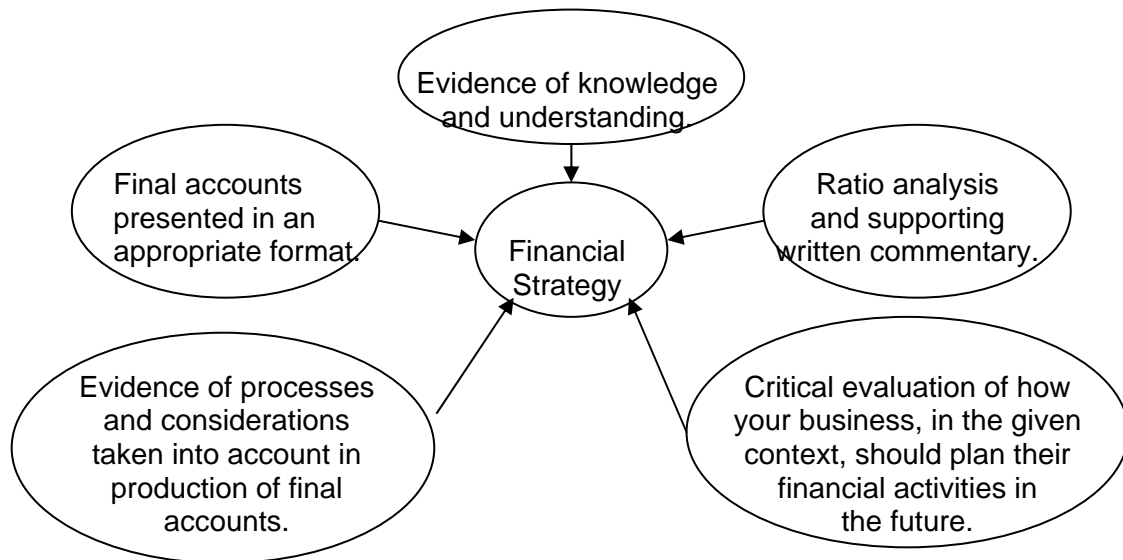 Evidence of knowledge
and understanding.
Final accounts
presented in an
appropriate format.
Ratio analysis
and supporting
written commentary.
Financial
Strategy
Evidence of processes
and considerations
taken into account in
production of final
accounts.
Critical evaluation of how
your business, in the given
context, should plan their
financial activities in
the future.